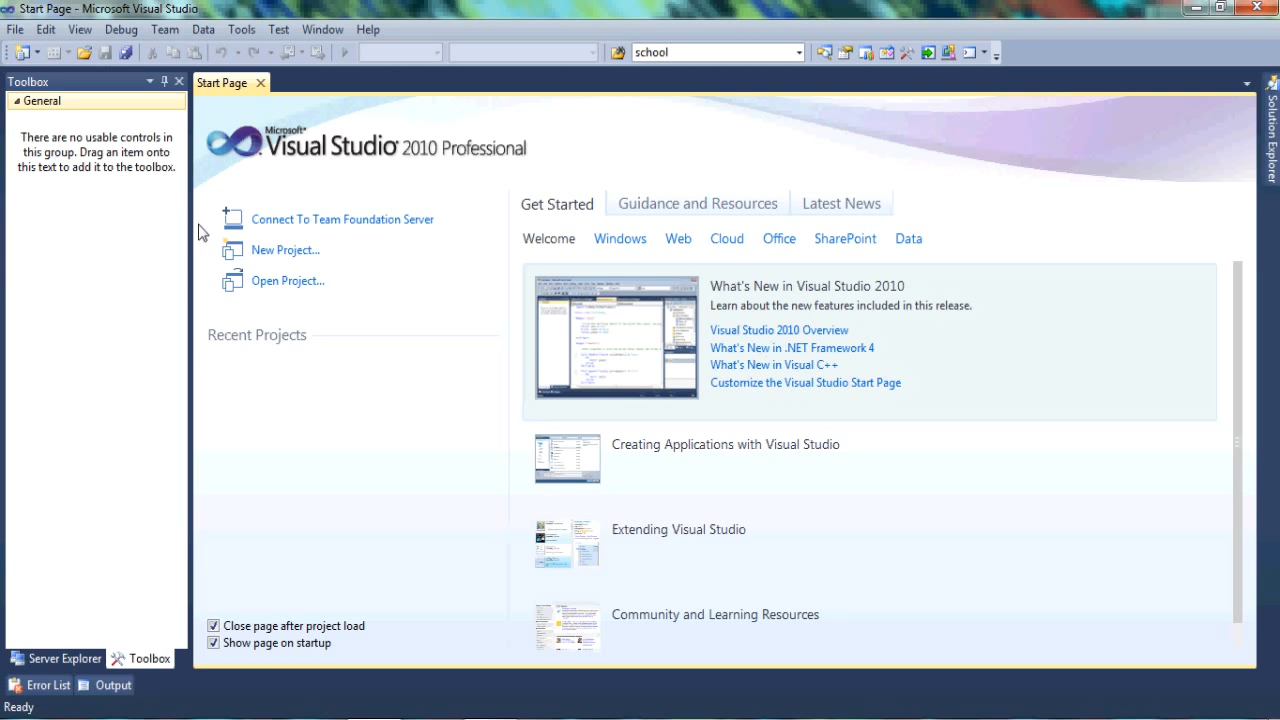 Start Page - Microsoft Visual Studio
File Edit View Debug Team Data Tools Test Window Help
school
Toolbox
Start Page
General
There are no usable controls in
this group. Drag an item onto
this text to add it to the toolbox.
Solution Explorer
Microsoft®
Visual Studio 2010 Professional
Connect To Team Foundation Server
New Project...
Open Project...
Recent Projects
Close page after project load
Show page on startup
Get Started Guidance and Resources Latest News
Welcome Windows Web Cloud Office SharePoint Data
What's New in Visual Studio 2010
Learn about the new features included in this release.
Visual Studio 2010 Overview
What's New in .NET Framework 4
What's New in Visual C++
Customize the Visual Studio Start Page
Creating Applications with Visual Studio
Extending Visual Studio
Community and Learning Resources
Server Explorer Toolbox
Error List Output
Ready